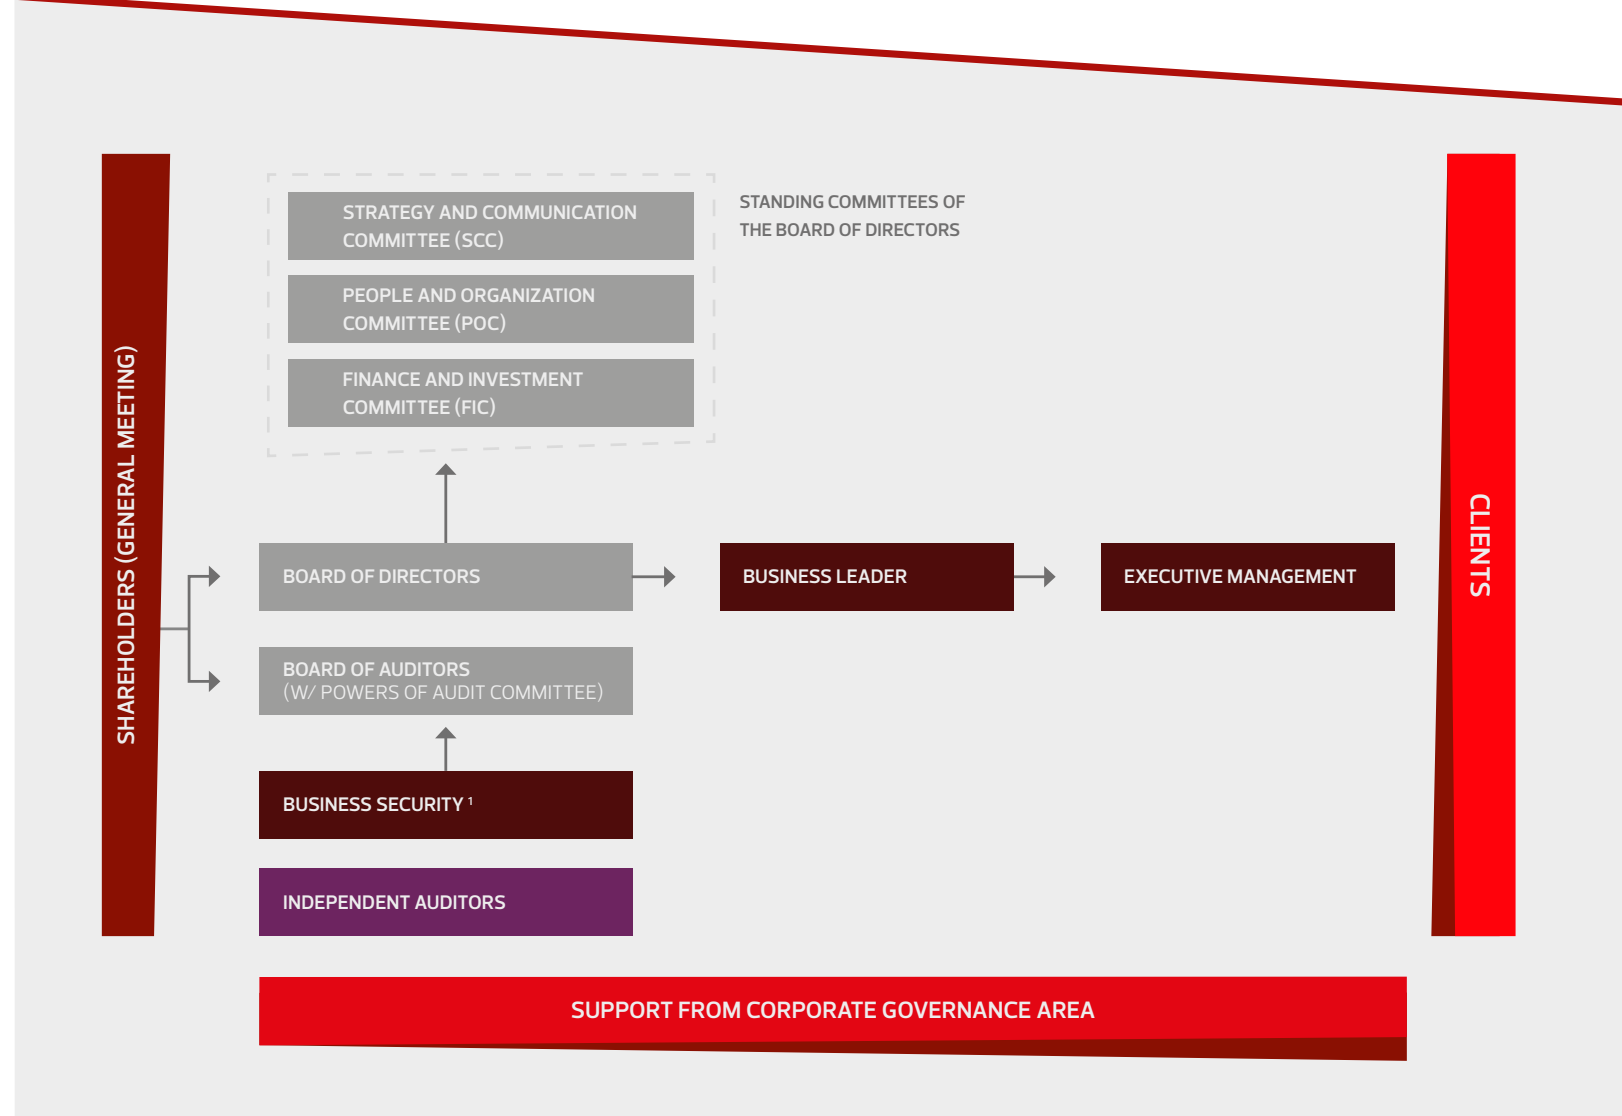 SHAREHOLDERS (GENERAL MEETING)
STRATEGY AND COMMUNICATION
COMMITTEE (SCC)
PEOPLE AND ORGANIZATION
COMMITTEE (POC)
FINANCE AND INVESTMENT
COMMITTEE (FIC)
STANDING COMMITTEES OF
THE BOARD OF DIRECTORS
BOARD OF DIRECTORS
BUSINESS LEADER
EXECUTIVE MANAGEMENT
BOARD OF AUDITORS
(W/ POWERS OF AUDIT COMMITTEE)
BUSINESS SECURITY ¹
INDEPENDENT AUDITORS
CLIENTS
SUPPORT FROM CORPORATE GOVERNANCE AREA